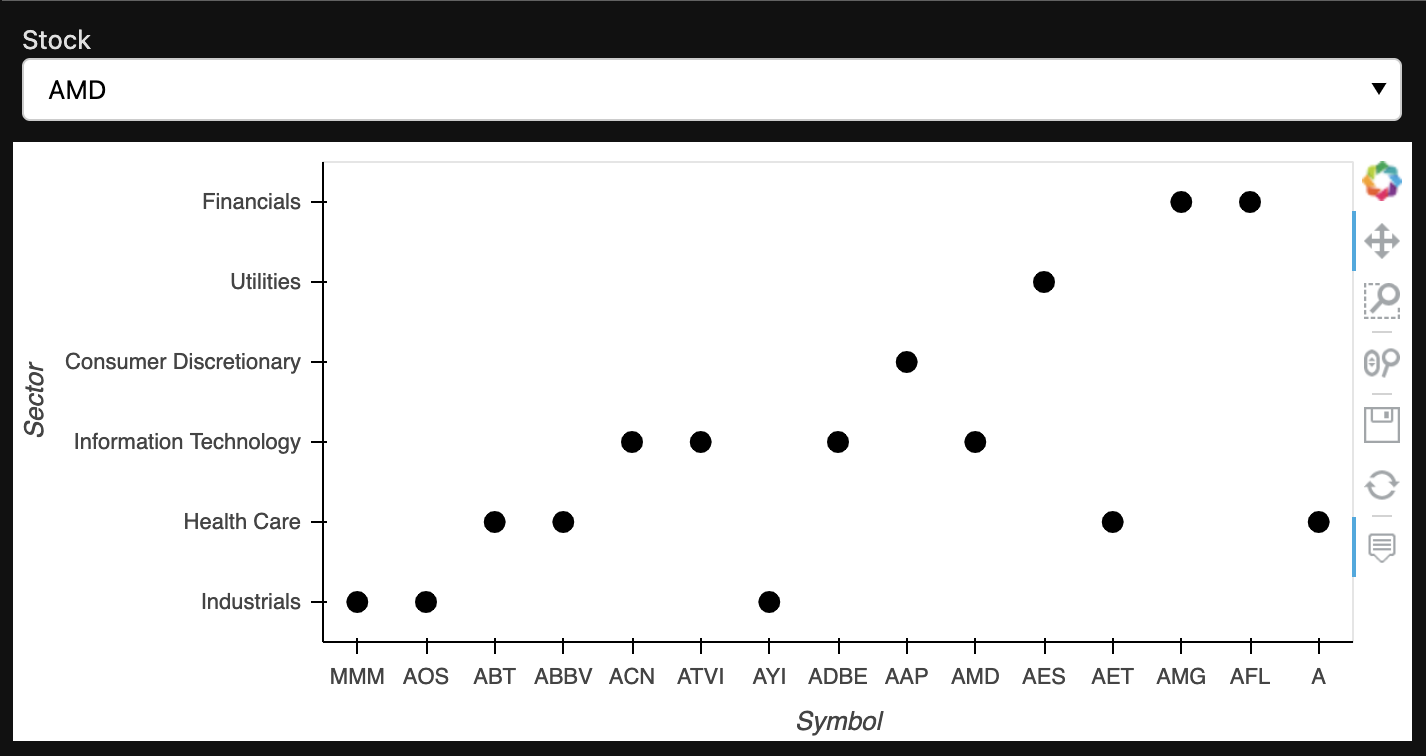 Stock
AMD
Financials
Utilities
Consumer Discretionary
Information Technology
Health Care
Industrials
Sector
MMM AOS ABT ABBV ACN ATVI AYI ADBE AAP AMD AES AET AMG AFL A
Symbol